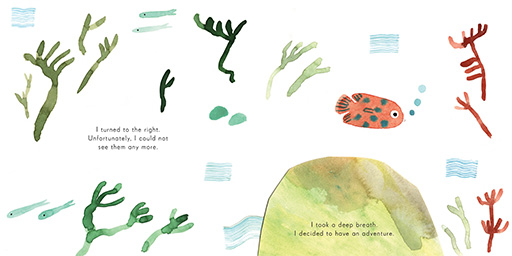 I turned to the right.
Unfortunately, I could not
see them any more.
I took a deep breath.
I decided to have an adventure.